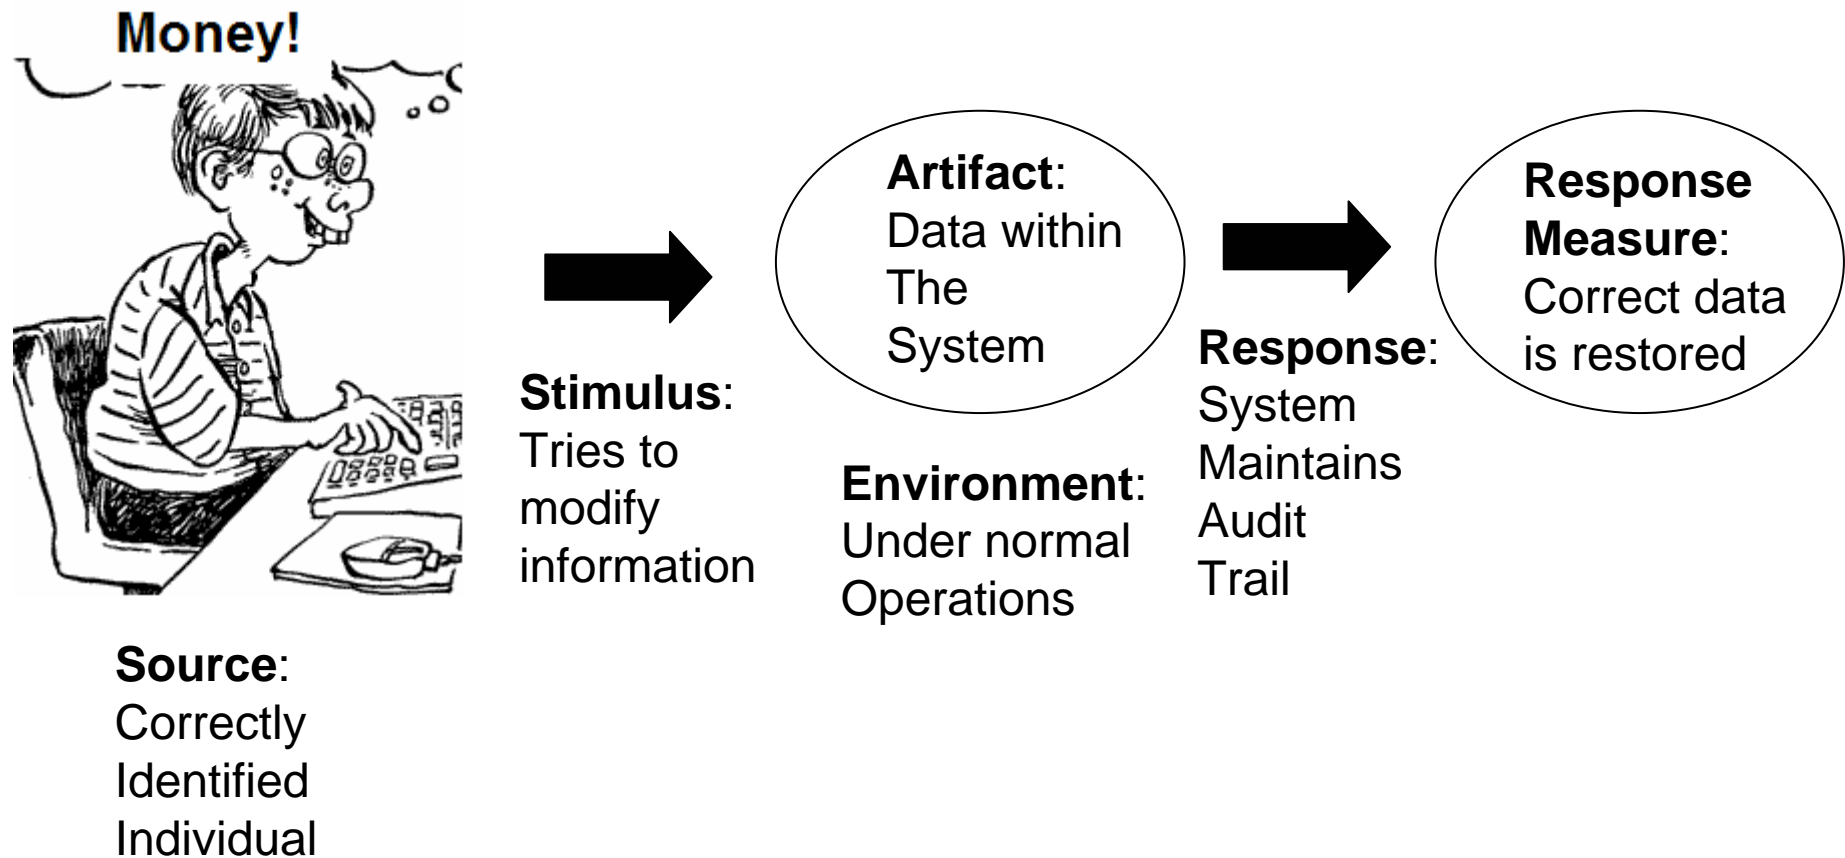 Money!
Source:
Correctly
Identified
Individual
Stimulus:
Tries to
modify
information
Artifact:
Data within
The
System
Environment:
Under normal
Operations
Response:
System
Maintains
Audit
Trail
Response
Measure:
Correct data
is restored